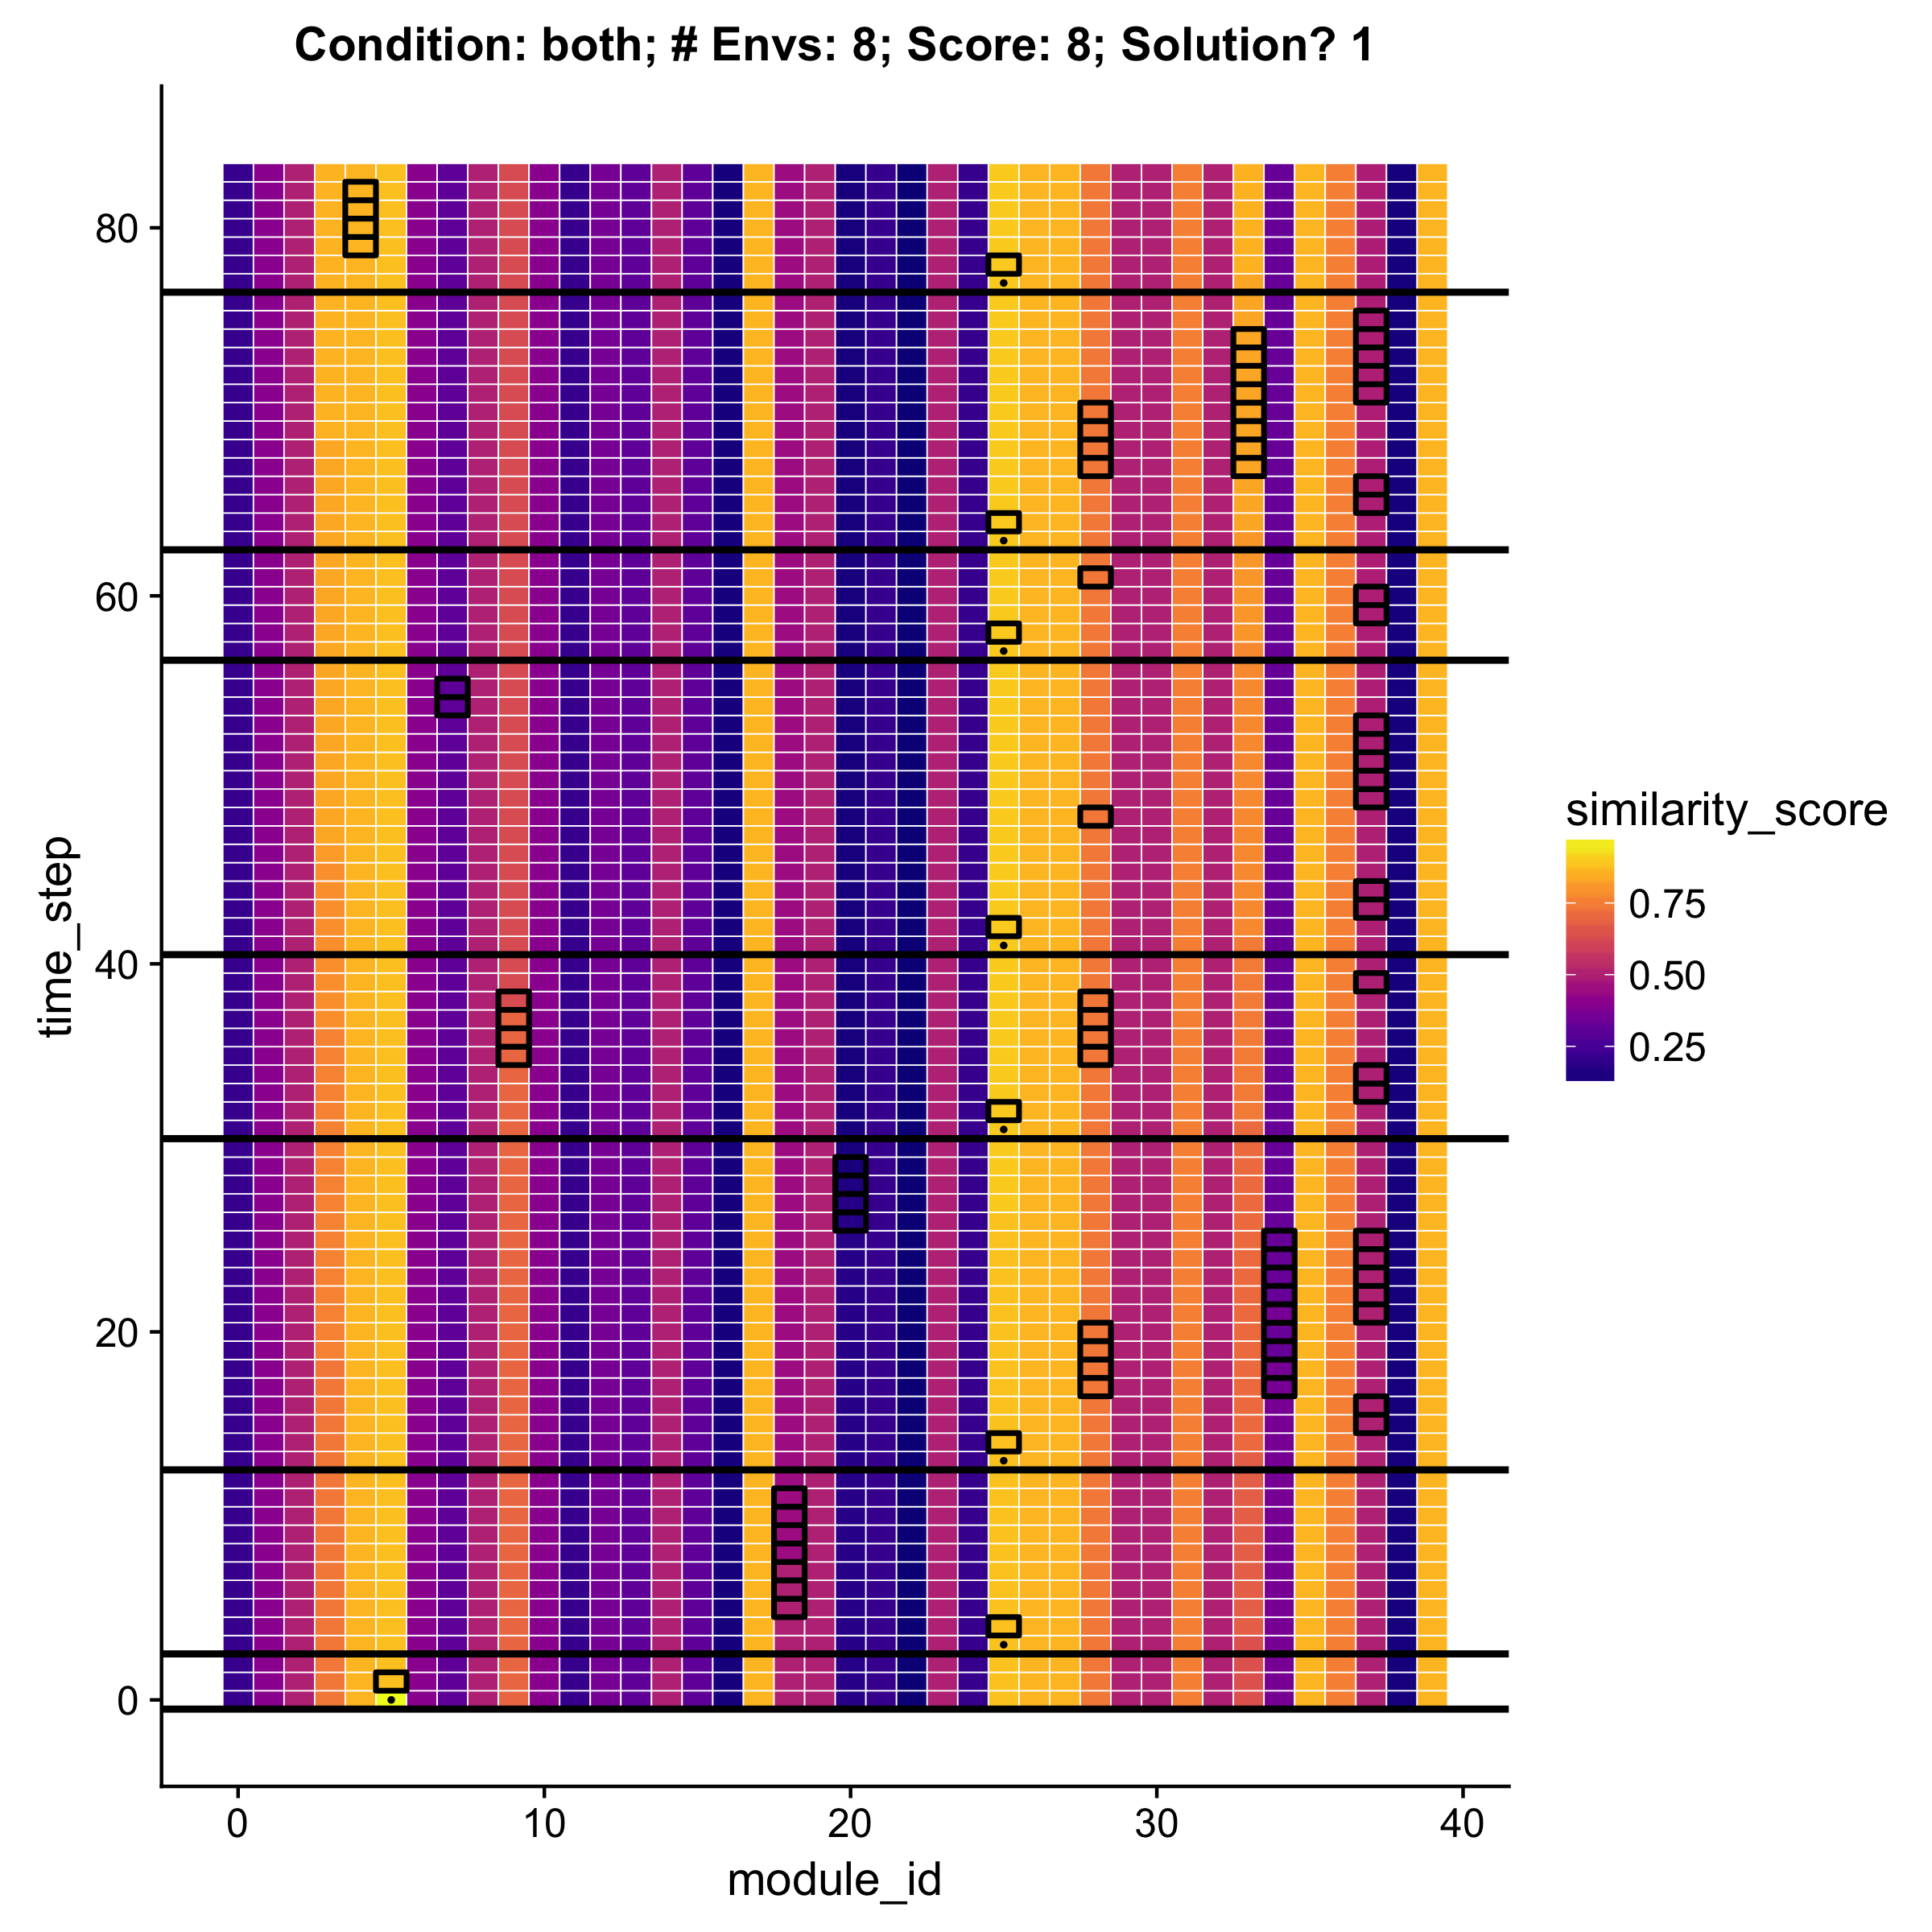 Condition: both; # Envs: 8; Score: 8; Solution? 1
time_step
80
60
40
20
0
0 10 20 30 40
module_id
similarity_score
0.75
0.50
0.25